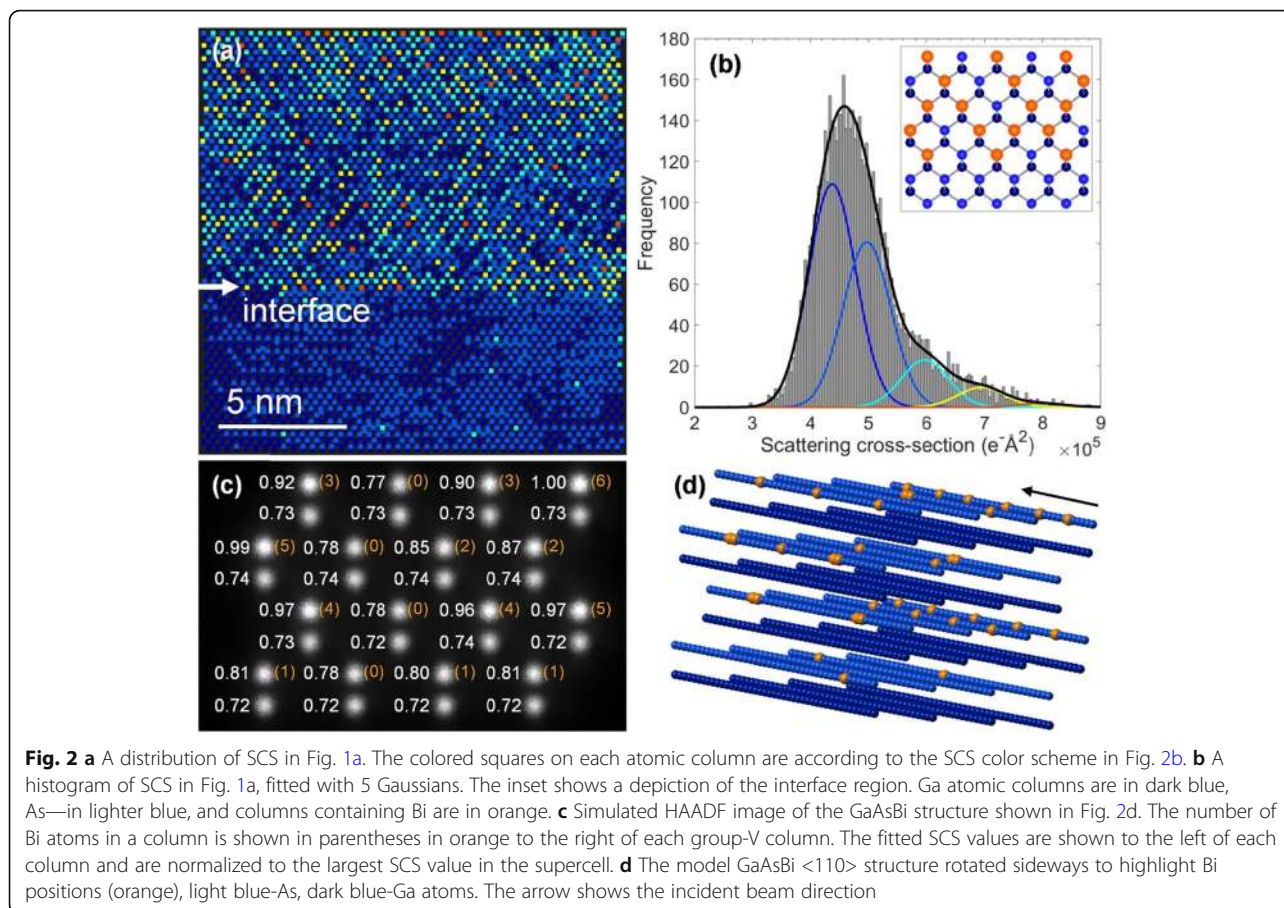 (a)
interface
5 nm
(b)
180
160
140
120
100
80
60
40
20
0
Frequency
2 3 4 5 6 7 8 9
Scattering cross-section (e⁻Å²) ×10⁵
(c)
0.92 (3) 0.77 (0) 0.90 (3) 1.00 (6)
0.73 0.73 0.73 0.73
0.99 (5) 0.78 (0) 0.85 (2) 0.87 (2)
0.74 0.74 0.74 0.74
0.97 (4) 0.78 (0) 0.96 (4) 0.97 (5)
0.73 0.72 0.74 0.72
0.81 (1) 0.78 (0) 0.80 (1) 0.81 (1)
0.72 0.72 0.72 0.72
(d)
Fig. 2 a A distribution of SCS in Fig. 1a. The colored squares on each atomic column are according to the SCS color scheme in Fig. 2b. b A
histogram of SCS in Fig. 1a, fitted with 5 Gaussians. The inset shows a depiction of the interface region. Ga atomic columns are in dark blue,
As—in lighter blue, and columns containing Bi are in orange. c Simulated HAADF image of the GaAsBi structure shown in Fig. 2d. The number of
Bi atoms in a column is shown in parentheses in orange to the right of each group-V column. The fitted SCS values are shown to the left of each
column and are normalized to the largest SCS value in the supercell. d The model GaAsBi <110> structure rotated sideways to highlight Bi
positions (orange), light blue-As, dark blue-Ga atoms. The arrow shows the incident beam direction